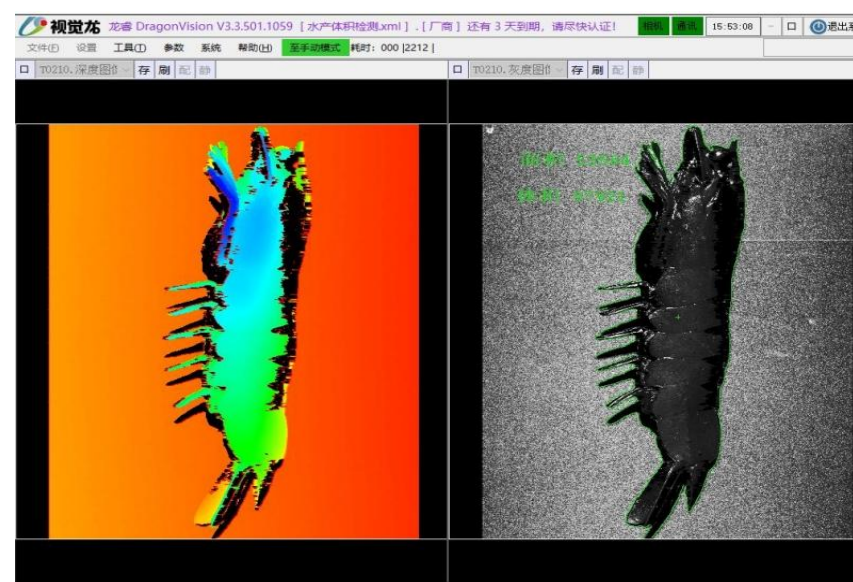 视觉龙 龙睿 DragonVision V3.3.501.1059 [ 水产体积检测.xml ] . [ 厂商 ] 还有 3 天到期，请尽快认证！ 相机 通讯 15:53:08 退出系
文件(F) 设置 工具(T) 参数 系统 帮助(H) 至手动模式 耗时: 000 |2212 |
T0210. 深度图像 存 刷 配 静
T0210. 灰度图像 存 刷 配 静